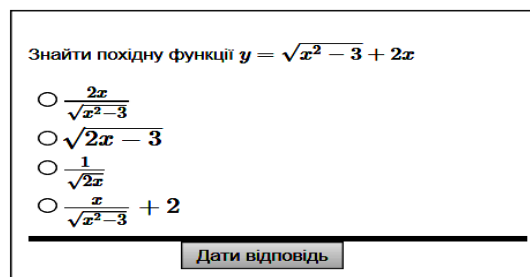 Знайти похідну функції y = √(x² − 3) + 2x
2x/√(x²−3)
√(2x − 3)
1/√(2x)
x/√(x²−3) + 2
Дати відповідь